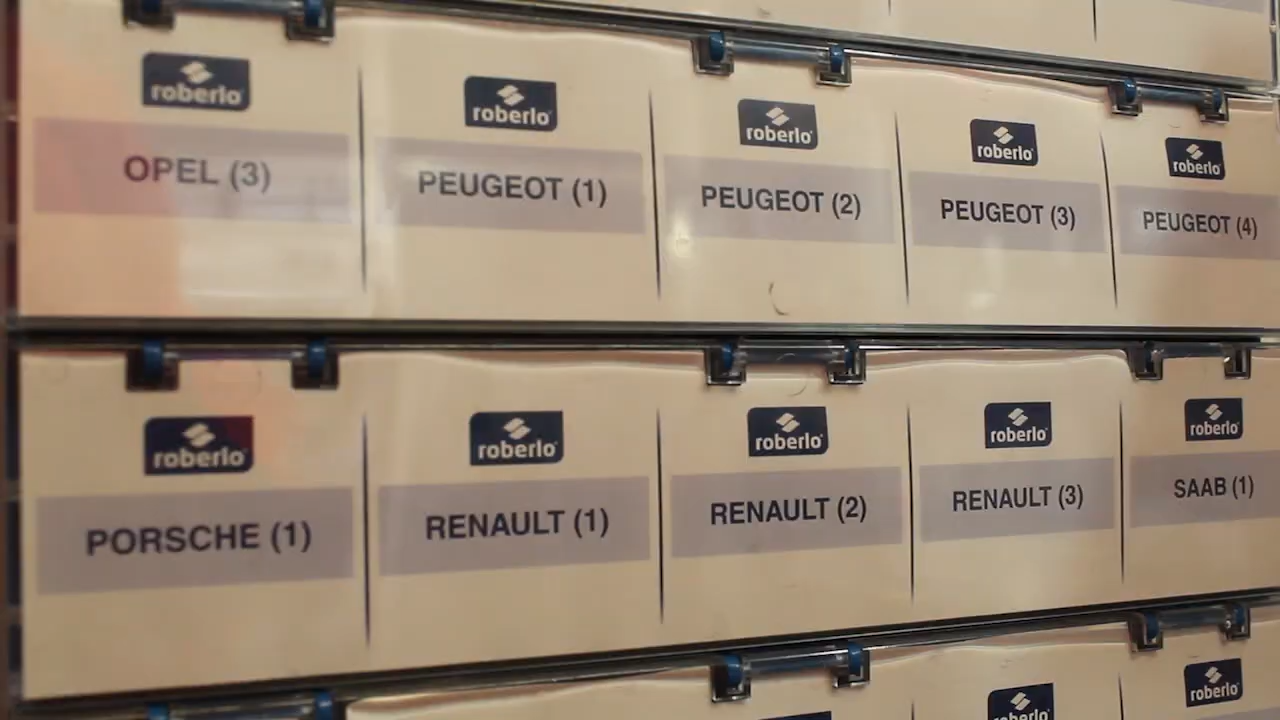 roberlo
OPEL (3)
roberlo
PEUGEOT (1)
roberlo
PEUGEOT (2)
roberlo
PEUGEOT (3)
roberlo
PEUGEOT (4)
roberlo
PORSCHE (1)
roberlo
RENAULT (1)
roberlo
RENAULT (2)
roberlo
RENAULT (3)
roberlo
SAAB (1)
roberlo
roberlo